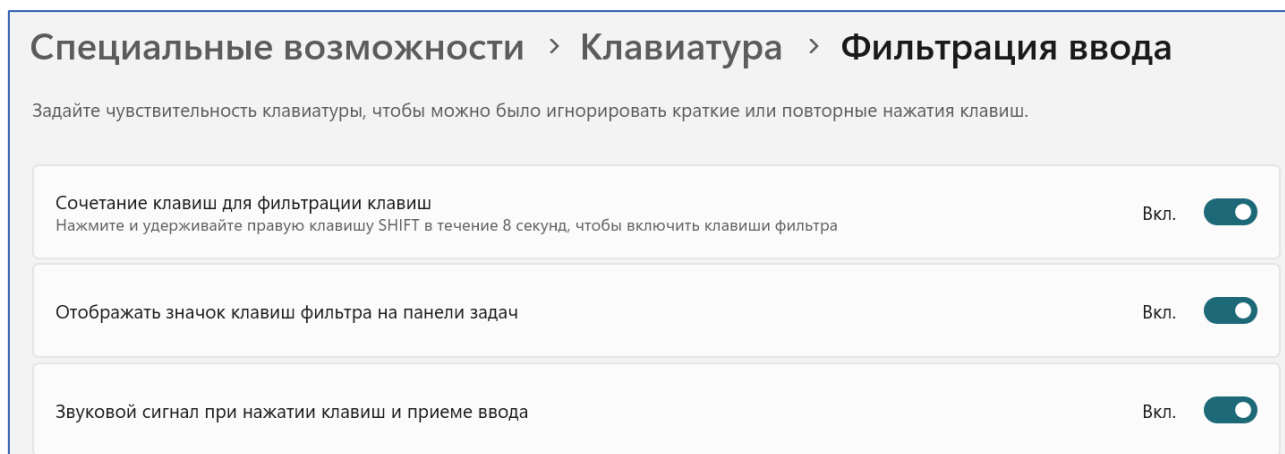 Специальные возможности > Клавиатура > Фильтрация ввода
Задайте чувствительность клавиатуры, чтобы можно было игнорировать краткие или повторные нажатия клавиш.
Сочетание клавиш для фильтрации клавиш
Нажмите и удерживайте правую клавишу SHIFT в течение 8 секунд, чтобы включить клавиши фильтра
Вкл.
Отображать значок клавиш фильтра на панели задач
Вкл.
Звуковой сигнал при нажатии клавиш и приеме ввода
Вкл.